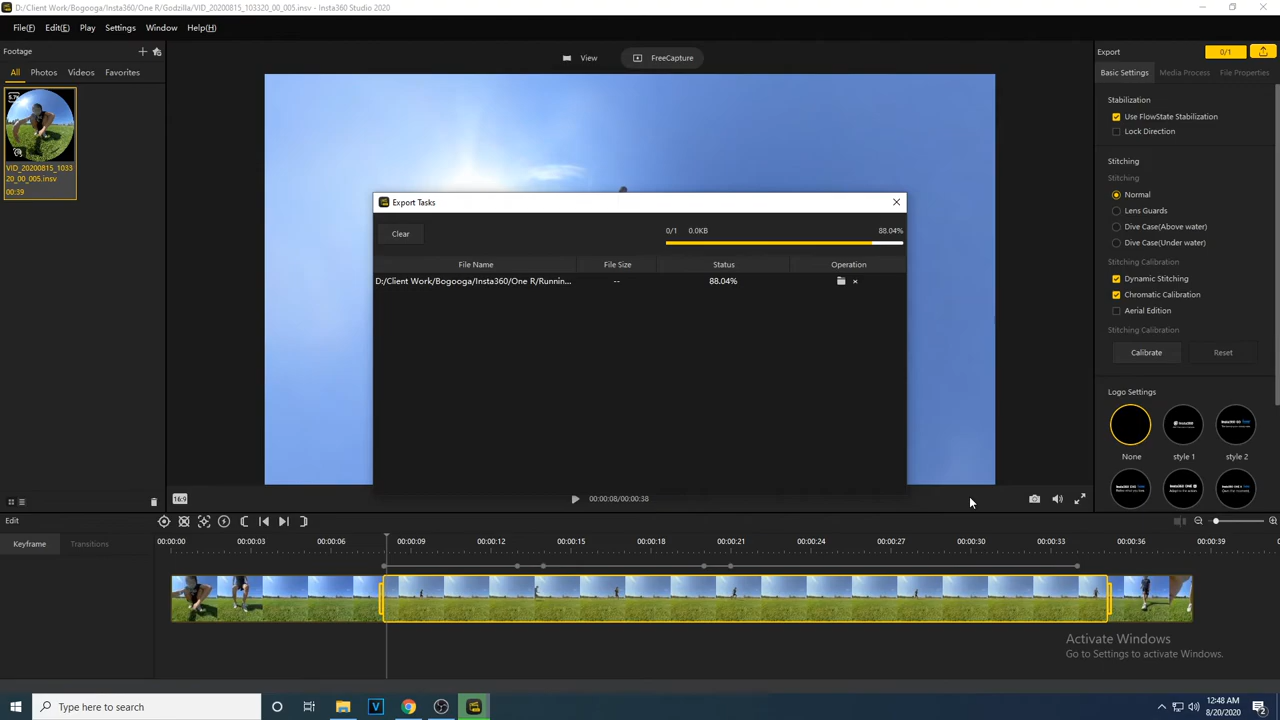 D:/Client Work/Bogooga/Insta360/One R/Godzilla/VID_20200815_103320_00_005.insv - Insta360 Studio 2020
File(F) Edit(E) Play Settings Window Help(H)
Footage
All Photos Videos Favorites
5.7K
VID_20200815_1033
20_00_005.insv
00:39
View FreeCapture
Export Tasks
Clear
0/1 0.0KB 88.04%
File Name File Size Status Operation
D:/Client Work/Bogooga/Insta360/One R/Runnin... -- 88.04%
16:9
00:00:08/00:00:38
Export 0/1
Basic Settings Media Process File Properties
Stabilization
Use FlowState Stabilization
Lock Direction
Stitching
Stitching
Normal
Lens Guards
Dive Case(Above water)
Dive Case(Under water)
Stitching Calibration
Dynamic Stitching
Chromatic Calibration
Aerial Edition
Stitching Calibration
Calibrate Reset
Logo Settings
None style 1 style 2
Edit
Keyframe Transitions
00:00:00 00:00:03 00:00:06 00:00:09 00:00:12 00:00:15 00:00:18 00:00:21 00:00:24 00:00:27 00:00:30 00:00:33 00:00:36 00:00:39
Activate Windows
Go to Settings to activate Windows.
Type here to search
12:48 AM
8/20/2020
2